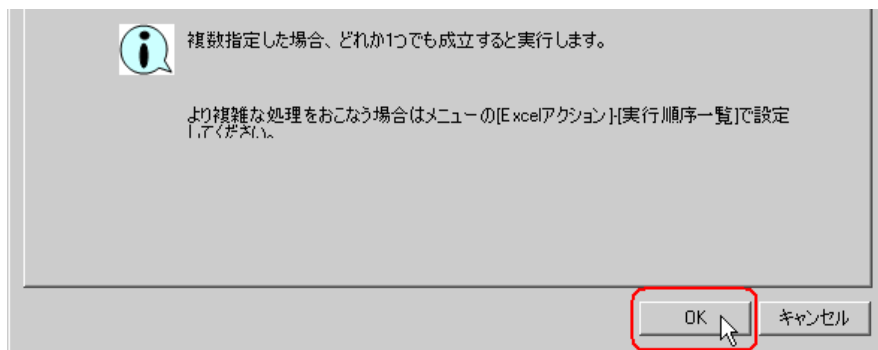 複数指定した場合、どれか1つでも成立すると実行します。
より複雑な処理をおこなう場合はメニューの[Excelアクション]-[実行順序一覧]で設定
してください。
OK
キャンセル